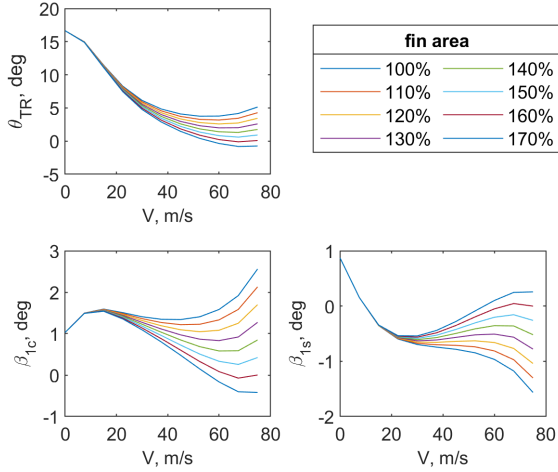 20
15
10
5
0
-5
θTR, deg
0 20 40 60 80
V, m/s
fin area
100% 140%
110% 150%
120% 160%
130% 170%
3
2
1
0
-1
β1c, deg
0 20 40 60 80
V, m/s
1
0
-1
-2
β1s, deg
0 20 40 60 80
V, m/s